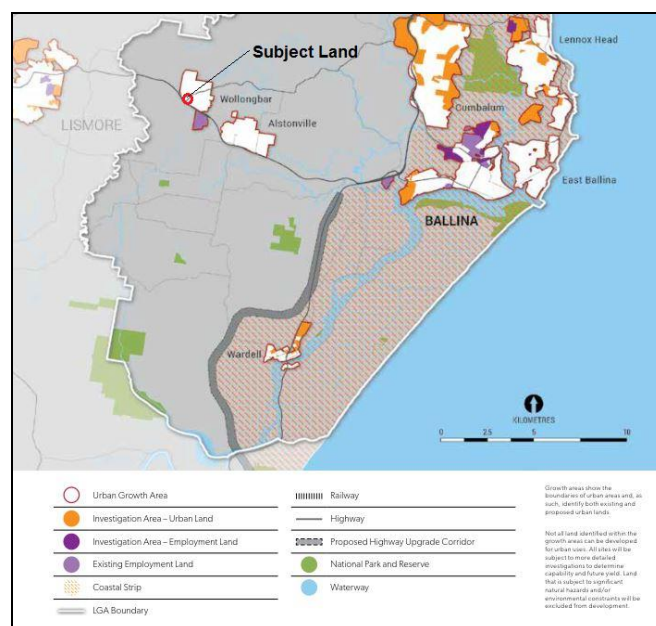 Subject Land
Lennox Head
Wollongbar
Cumbalum
LISMORE
Alstonville
East Ballina
BALLINA
Wardell
KILOMETRES
0 2.5 5 10
Urban Growth Area
Investigation Area – Urban Land
Investigation Area – Employment Land
Existing Employment Land
Coastal Strip
LGA Boundary
Railway
Highway
Proposed Highway Upgrade Corridor
National Park and Reserve
Waterway
Growth areas show the
boundaries of urban areas and, as
such, identify both existing and
proposed urban lands.
Not all land identified within the
growth areas can be developed
for urban uses. All sites will be
subject to more detailed
investigations to determine
capability and future yield. Land
that is subject to significant
natural hazards and/or
environmental constraints will be
excluded from development.